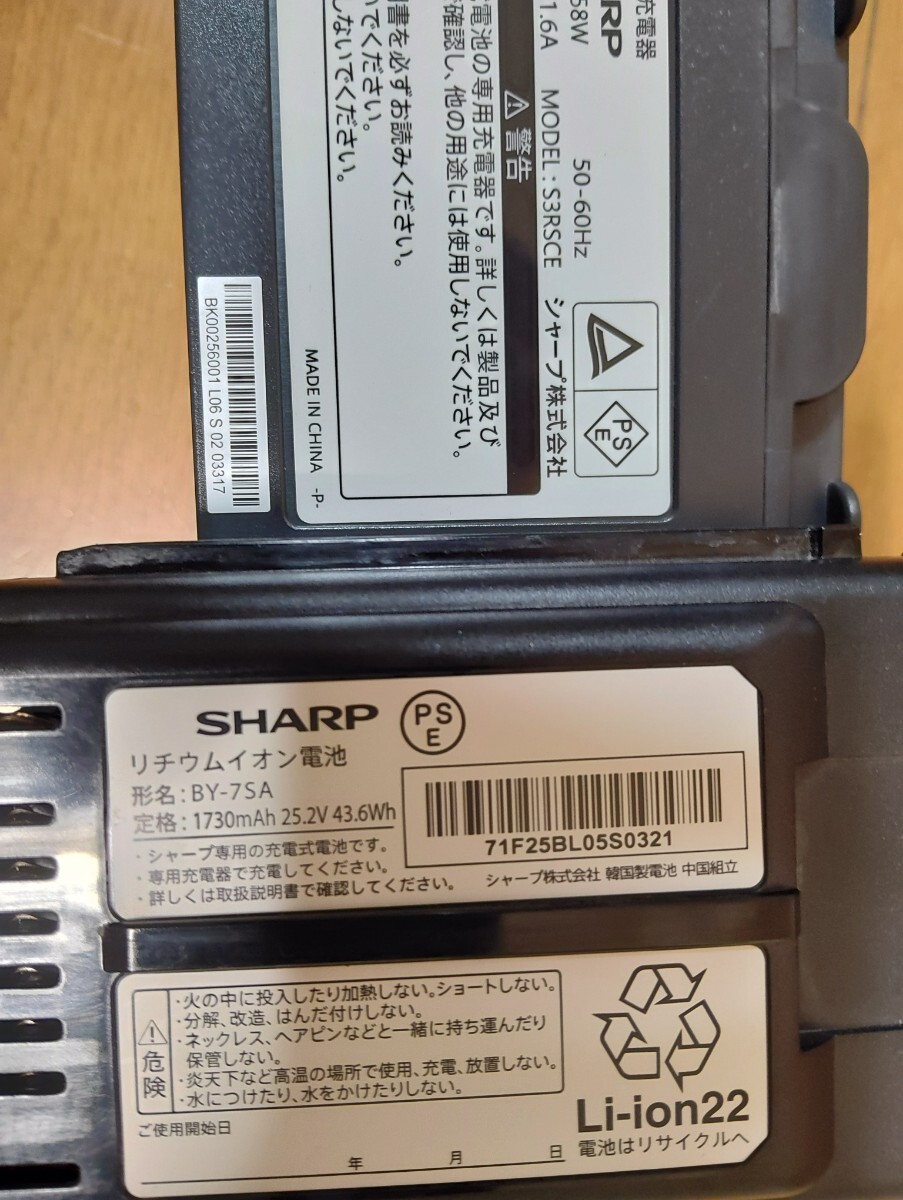 充電器
RP
58W
50-60Hz
1.6A
MODEL : S3RSCE
シャープ株式会社
PS
E
警告
電池の専用充電器です。詳しくは製品及び
確認し、他の用途には使用しないでください。
書を必ずお読みください。
いでください。
しないでください。
MADE IN CHINA
-P-
BK00256001 L06 S 02 03317
SHARP
PS
E
リチウムイオン電池
形名:BY-7SA
定格:1730mAh 25.2V 43.6Wh
・シャープ専用の充電式電池です。
・専用充電器で充電してください。
・詳しくは取扱説明書で確認してください。
71F25BL05S0321
シャープ株式会社 韓国製電池 中国組立
危険
・火の中に投入したり加熱しない。ショートしない。
・分解、改造、はんだ付けしない。
・ネックレス、ヘアピンなどと一緒に持ち運んだり
保管しない。
・炎天下など高温の場所で使用、充電、放置しない。
・水につけたり、水をかけたりしない。
ご使用開始日
年 月 日
Li-ion22
電池はリサイクルへ